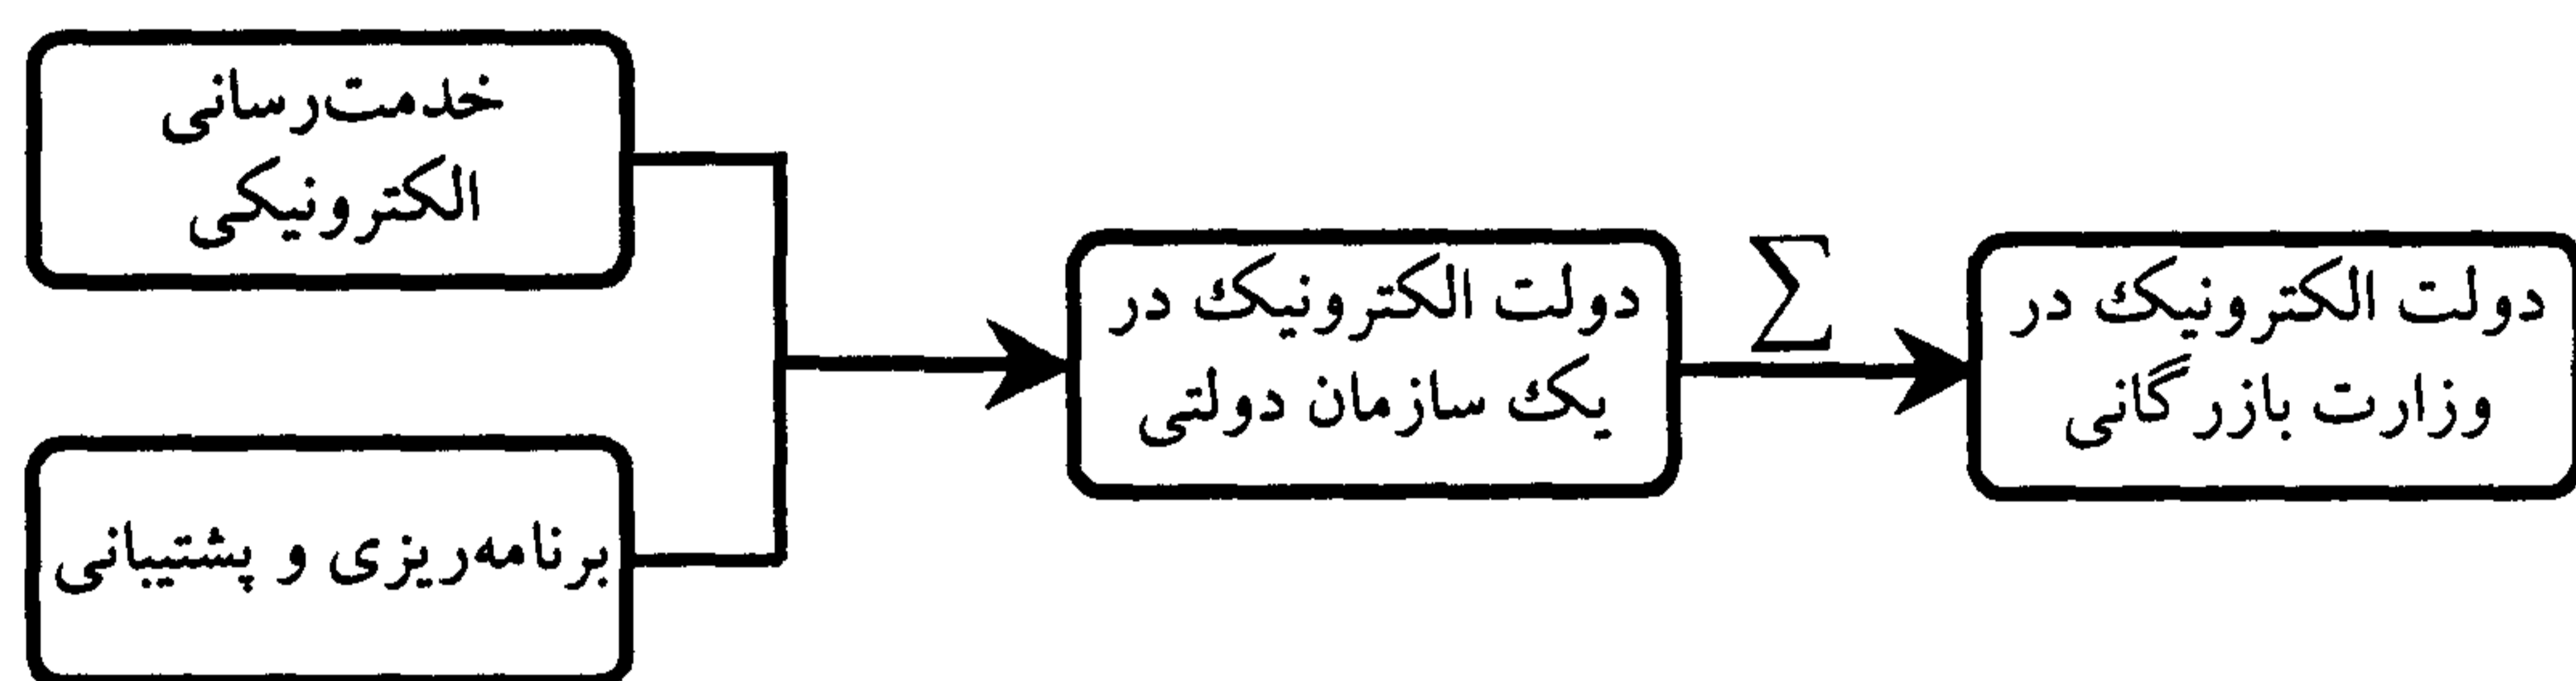 خدمت‌رسانی
الکترونیکی
برنامه‌ریزی و پشتیبانی
دولت الکترونیک در
یک سازمان دولتی
∑
دولت الکترونیک در
وزارت بازرگانی